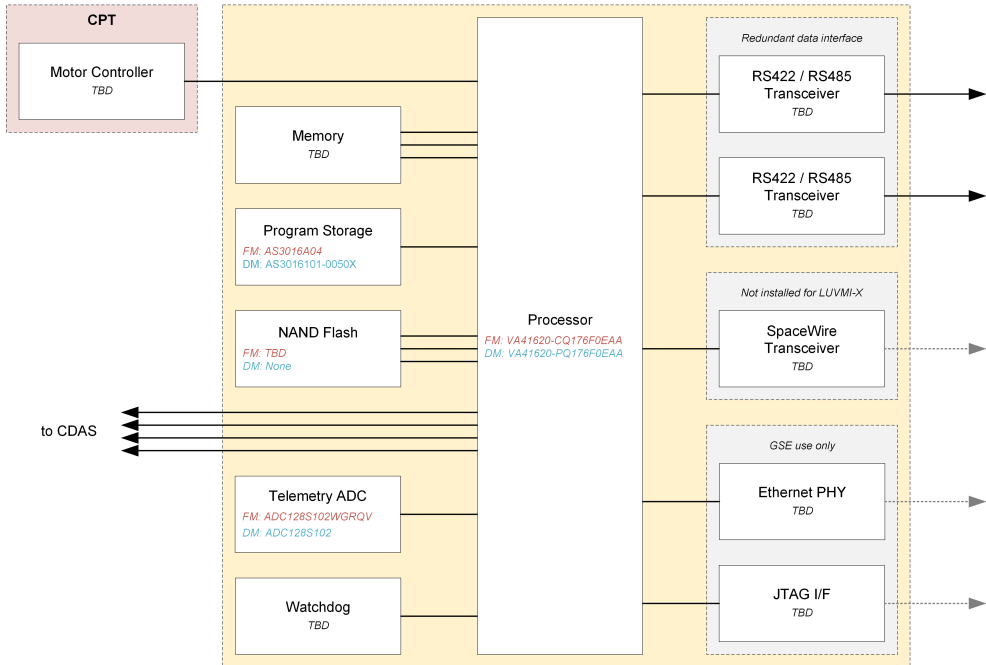 CPT
Motor Controller
TBD
Memory
TBD
Program Storage
FM: AS3016A04
DM: AS3016101-0050X
NAND Flash
FM: TBD
DM: None
to CDAS
Telemetry ADC
FM: ADC128S102WGRQV
DM: ADC128S102
Watchdog
TBD
Processor
FM: VA41620-CQ176F0EAA
DM: VA41620-PQ176F0EAA
Redundant data interface
RS422 / RS485
Transceiver
TBD
RS422 / RS485
Transceiver
TBD
Not installed for LUVMI-X
SpaceWire
Transceiver
TBD
GSE use only
Ethernet PHY
TBD
JTAG I/F
TBD